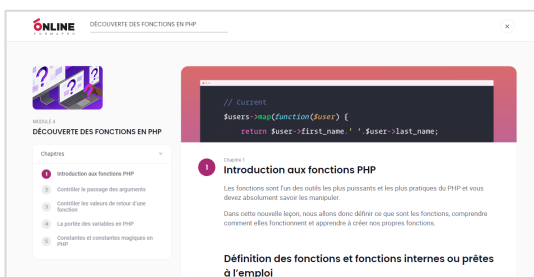 ONLINE
FORMAPRO
DÉCOUVERTE DES FONCTIONS EN PHP
×
MODULE 4
DÉCOUVERTE DES FONCTIONS EN PHP
Chapitres
1 Introduction aux fonctions PHP
2 Contrôler le passage des arguments
3 Contrôler les valeurs de retour d'une
fonction
4 La portée des variables en PHP
5 Constantes et constantes magiques en
PHP
// Current
$users->map(function($user) {
return $user->first_name.' '.$user->last_name;
1
Chapitre 1
Introduction aux fonctions PHP
Les fonctions sont l'un des outils les plus puissants et les plus pratiques du PHP et vous
devez absolument savoir les manipuler.
Dans cette nouvelle leçon, nous allons donc définir ce que sont les fonctions, comprendre
comment elles fonctionnent et apprendre à créer nos propres fonctions.
Définition des fonctions et fonctions internes ou prêtes
à l'emploi